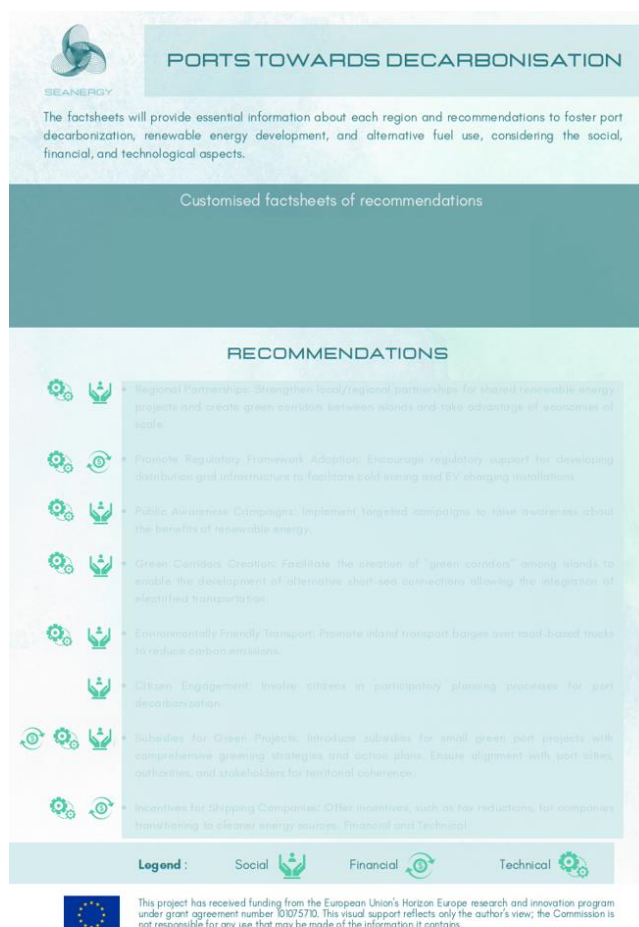 SEANERGY
PORTS TOWARDS DECARBONISATION
The factsheets will provide essential information about each region and recommendations to foster port
decarbonization, renewable energy development, and alternative fuel use, considering the social,
financial, and technological aspects.
Customised factsheets of recommendations
RECOMMENDATIONS
• Regional Partnerships: Strengthen local/regional partnerships for shared renewable energy
projects and create green corridors between islands and take advantage of economies of
scale.
• Promote Regulatory Framework Adoption: Encourage regulatory support for developing
distribution grid infrastructure to facilitate cold ironing and EV charging installations.
• Public Awareness Campaigns: Implement targeted campaigns to raise awareness about
the benefits of renewable energy.
• Green Corridors Creation: Facilitate the creation of "green corridors" among islands to
enable the development of alternative short-sea connections allowing the integration of
electrified transportation.
• Environmentally Friendly Transport: Promote inland transport barges over road-based trucks
to reduce carbon emissions.
• Citizen Engagement: Involve citizens in participatory planning processes for port
decarbonization.
• Subsidies for Green Projects: Introduce subsidies for small green port projects with
comprehensive greening strategies and action plans. Ensure alignment with port cities,
authorities, and stakeholders for territorial coherence.
• Incentives for Shipping Companies: Offer incentives, such as tax reductions, for companies
transitioning to cleaner energy sources. Financial and Technical
Legend : Social Financial Technical
This project has received funding from the European Union's Horizon Europe research and innovation program
under grant agreement number 101075710. This visual support reflects only the author's view; the Commission is
not responsible for any use that may be made of the information it contains.